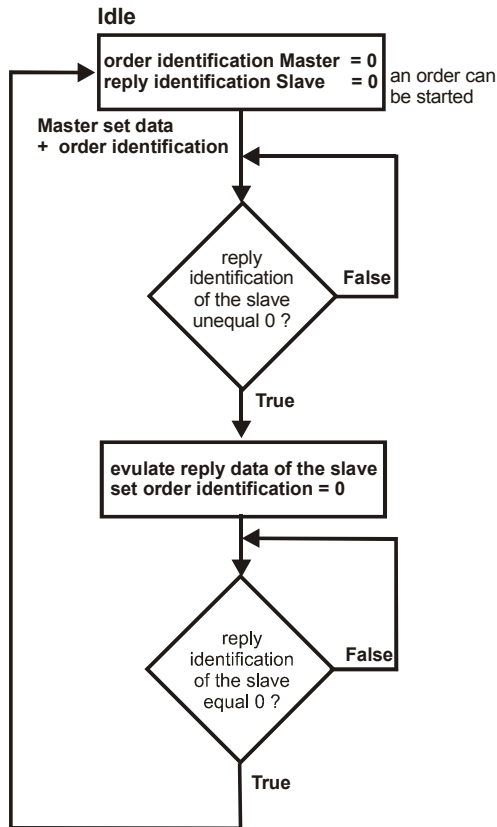 Idle
order identification Master = 0
reply identification Slave = 0
an order can
be started
Master set data
+ order identification
reply
identification
of the slave
unequal 0 ?
False
True
evulate reply data of the slave
set order identification = 0
reply
identification
of the slave
equal 0 ?
False
True